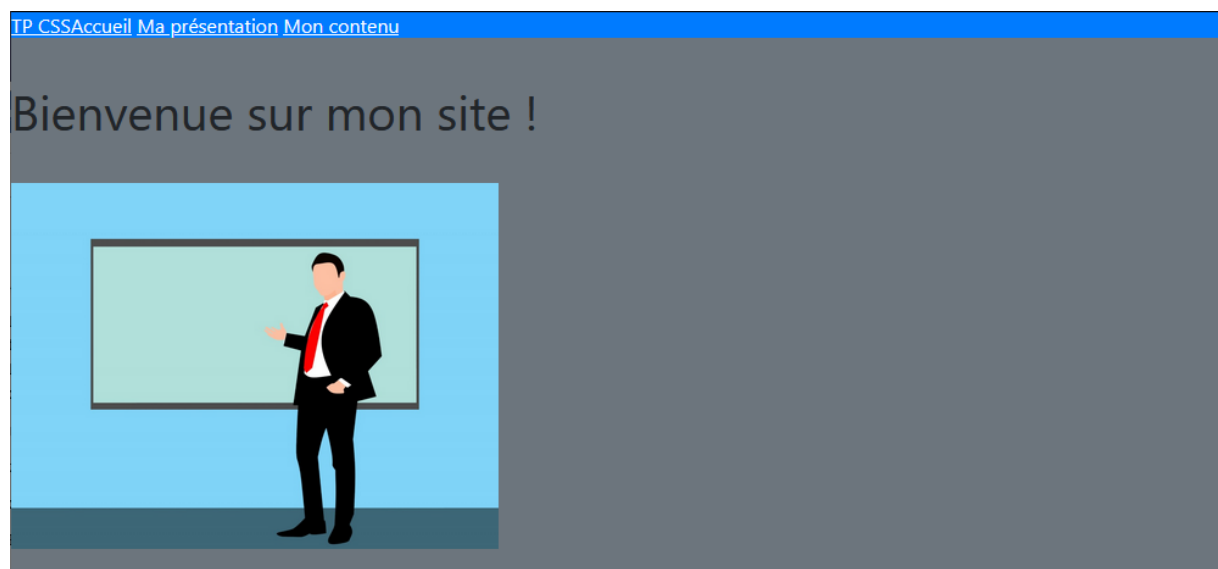 TP CSSAccueil Ma présentation Mon contenu
Bienvenue sur mon site !